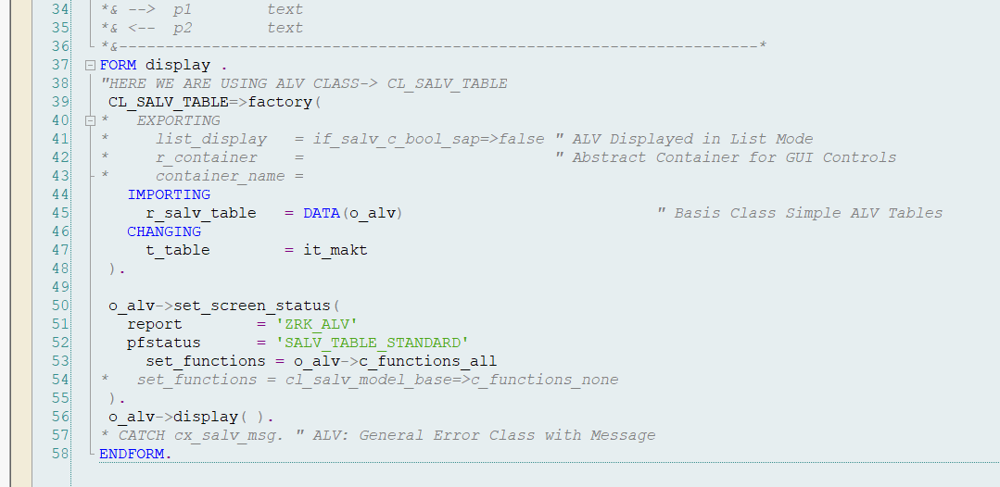 34 *& --> p1 text
35 *& <-- p2 text
36 *&---------------------------------------------------------------------*
37 FORM display .
38 "HERE WE ARE USING ALV CLASS-> CL_SALV_TABLE
39 CL_SALV_TABLE=>factory(
40 * EXPORTING
41 * list_display = if_salv_c_bool_sap=>false " ALV Displayed in List Mode
42 * r_container = " Abstract Container for GUI Controls
43 * container_name =
44 IMPORTING
45 r_salv_table = DATA(o_alv) " Basis Class Simple ALV Tables
46 CHANGING
47 t_table = it_makt
48 ).
49
50 o_alv->set_screen_status(
51 report = 'ZRK_ALV'
52 pfstatus = 'SALV_TABLE_STANDARD'
53 set_functions = o_alv->c_functions_all
54 * set_functions = cl_salv_model_base=>c_functions_none
55 ).
56 o_alv->display( ).
57 * CATCH cx_salv_msg. " ALV: General Error Class with Message
58 ENDFORM.